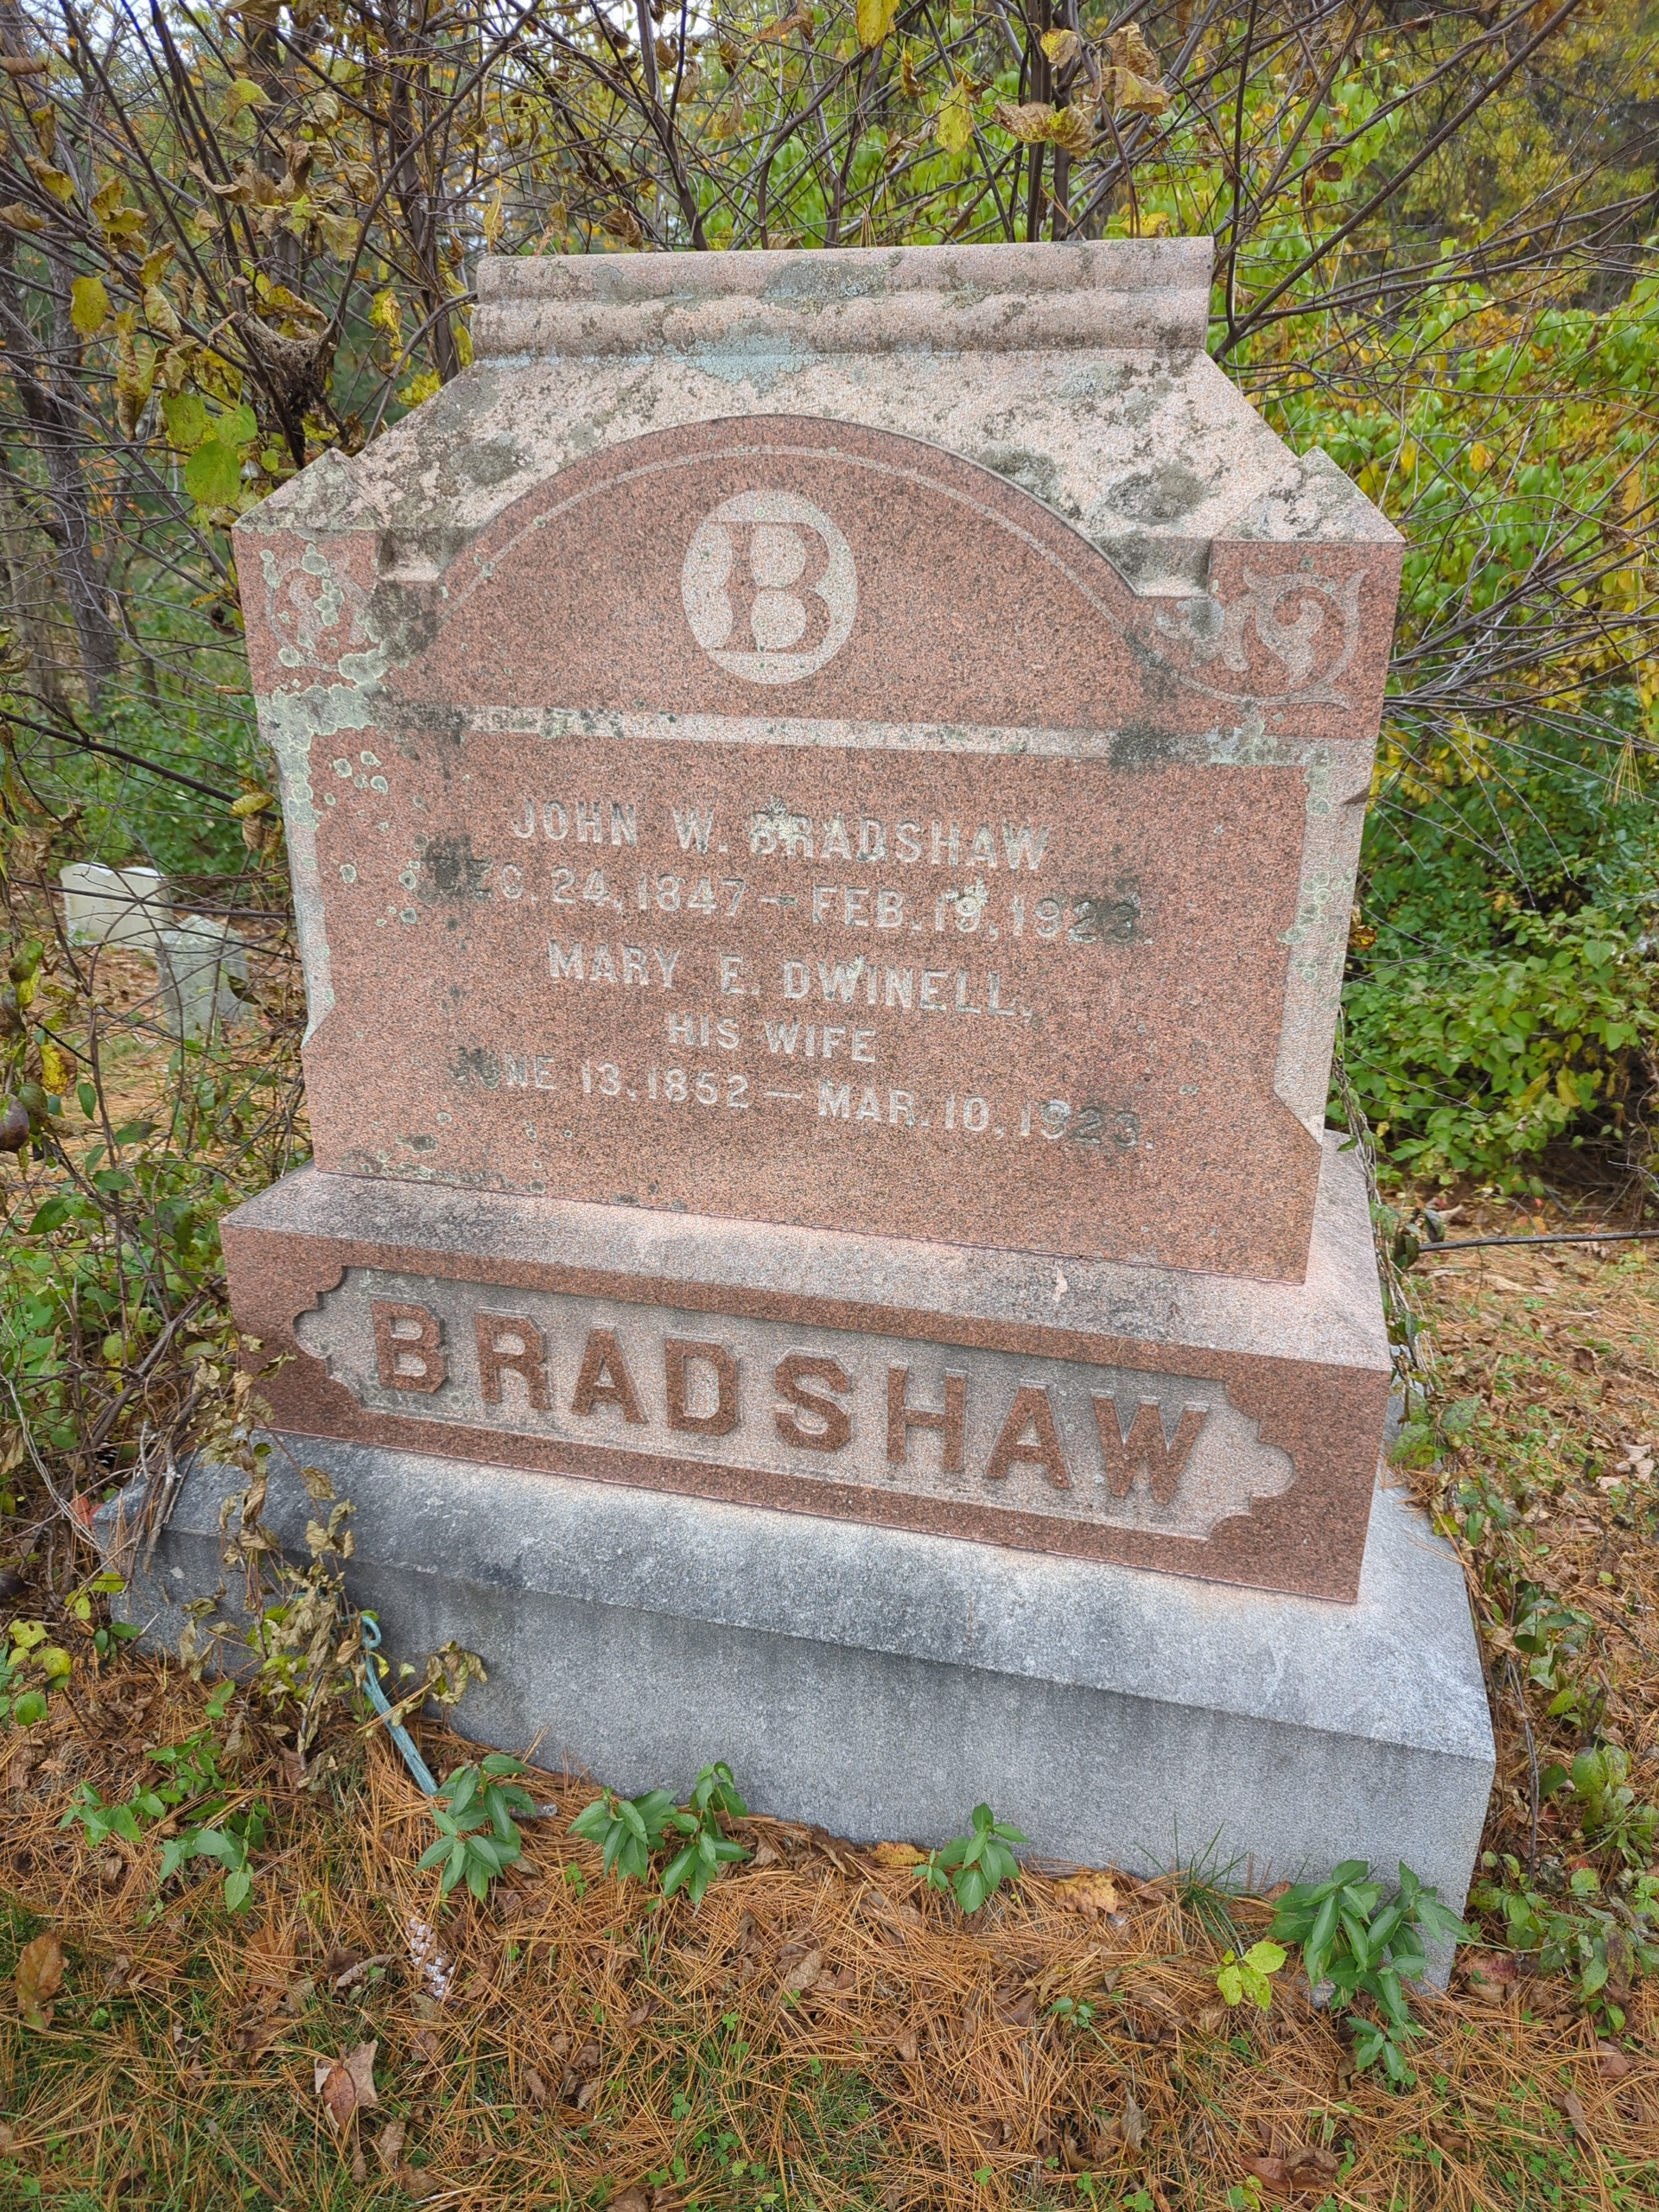 B
JOHN W. BRADSHAW
DEC. 24, 1847 — FEB. 19, 1923.
MARY E. DWINELL,
HIS WIFE
JUNE 13, 1852 — MAR. 10, 1923.
BRADSHAW